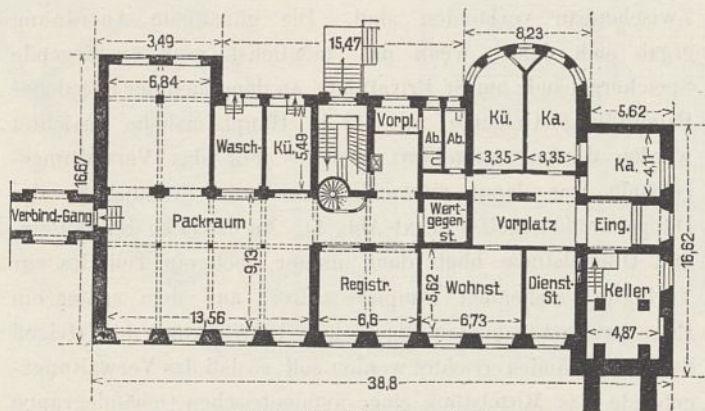 3,49
15,47
8,23
5,84
5,62
Vorpl.
Kü.
Ka.
Wasch-
Kü.
5,49
Ab.
Ab.
3,35
3,35
Ka.
4,11
16,67
Verbind-Gang
Packraum
Wert-
gegen-
st.
Vorplatz
Eing.
16,62
9,13
Registr.
5,62
Wohnst.
Dienst-
St.
Keller
13,56
6,6
6,73
4,87
38,8